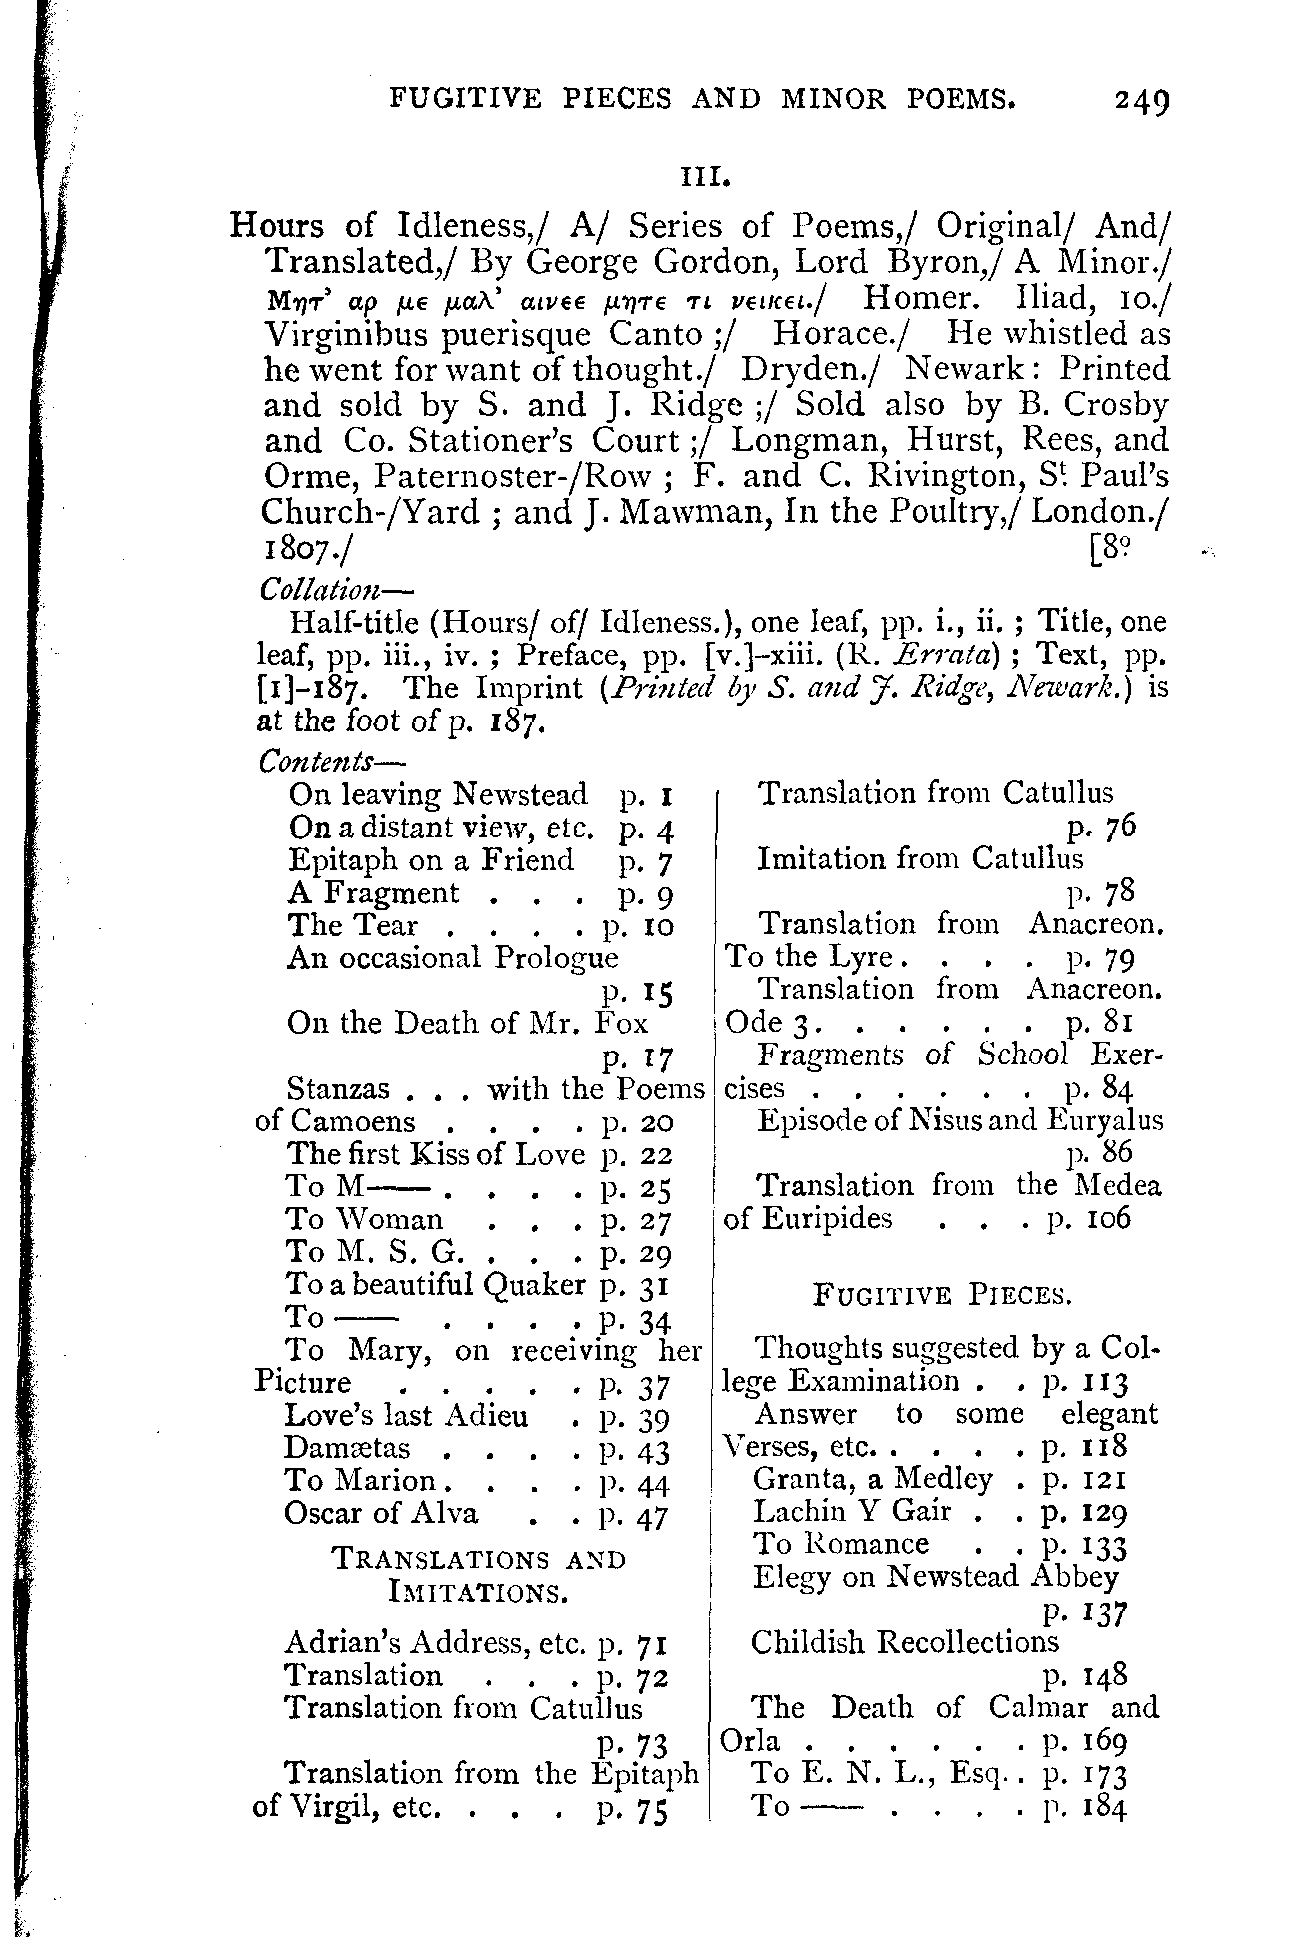 FUGITIVE PIECES AND MINOR POEMS. 249
III.
Hours of Idleness,/ A/ Series of Poems,/ Original/ And/
Translated,/ By George Gordon, Lord Byron,/ A Minor./
Μητ’ αρ με μαλ’ αινεε μητε τι νεικει./ Homer. Iliad, 10./
Virginibus puerisque Canto ;/ Horace./ He whistled as
he went for want of thought./ Dryden./ Newark: Printed
and sold by S. and J. Ridge ;/ Sold also by B. Crosby
and Co. Stationer's Court ;/ Longman, Hurst, Rees, and
Orme, Paternoster-/Row ; F. and C. Rivington, St. Paul's
Church-/Yard ; and J. Mawman, In the Poultry,/ London./
1807./ [8º
Collation—
Half-title (Hours/ of/ Idleness.), one leaf, pp. i., ii. ; Title, one
leaf, pp. iii., iv. ; Preface, pp. [v.]–xiii. (R. Errata) ; Text, pp.
[1]–187. The Imprint (Printed by S. and J. Ridge, Newark.) is
at the foot of p. 187.
Contents—
On leaving Newstead p. 1
On a distant view, etc. p. 4
Epitaph on a Friend p. 7
A Fragment . . . p. 9
The Tear . . . . p. 10
An occasional Prologue
p. 15
On the Death of Mr. Fox
p. 17
Stanzas . . . with the Poems
of Camoens . . . . p. 20
The first Kiss of Love p. 22
To M—— . . . . p. 25
To Woman . . . p. 27
To M. S. G. . . . p. 29
To a beautiful Quaker p. 31
To —— . . . . p. 34
To Mary, on receiving her
Picture . . . . . p. 37
Love's last Adieu . p. 39
Damætas . . . . p. 43
To Marion . . . . p. 44
Oscar of Alva . . p. 47
TRANSLATIONS AND
IMITATIONS.
Adrian's Address, etc. p. 71
Translation . . . p. 72
Translation from Catullus
p. 73
Translation from the Epitaph
of Virgil, etc. . . . p. 75
Translation from Catullus
p. 76
Imitation from Catullus
p. 78
Translation from Anacreon.
To the Lyre . . . . p. 79
Translation from Anacreon.
Ode 3 . . . . . . p. 81
Fragments of School Exer-
cises . . . . . . p. 84
Episode of Nisus and Euryalus
p. 86
Translation from the Medea
of Euripides . . . p. 106
FUGITIVE PIECES.
Thoughts suggested by a Col-
lege Examination . . p. 113
Answer to some elegant
Verses, etc. . . . . p. 118
Granta, a Medley . p. 121
Lachin Y Gair . . p. 129
To Romance . . p. 133
Elegy on Newstead Abbey
p. 137
Childish Recollections
p. 148
The Death of Calmar and
Orla . . . . . . p. 169
To E. N. L., Esq. . p. 173
To —— . . . . p. 184